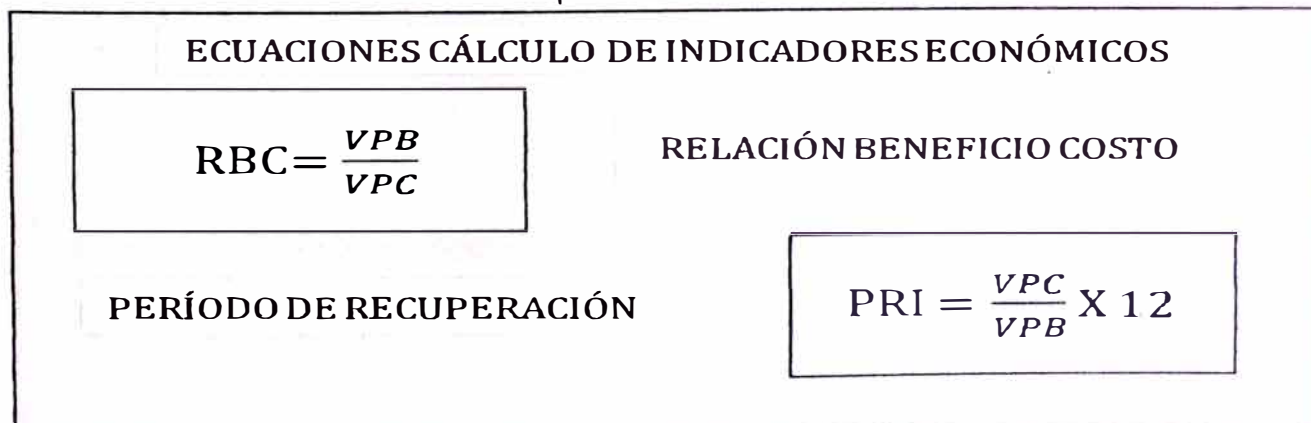 ECUACIONES CÁLCULO DE INDICADORES ECONÓMICOS
RBC= VPB/VPC
RELACIÓN BENEFICIO COSTO
PERÍODO DE RECUPERACIÓN
PRI = VPC/VPB X 12